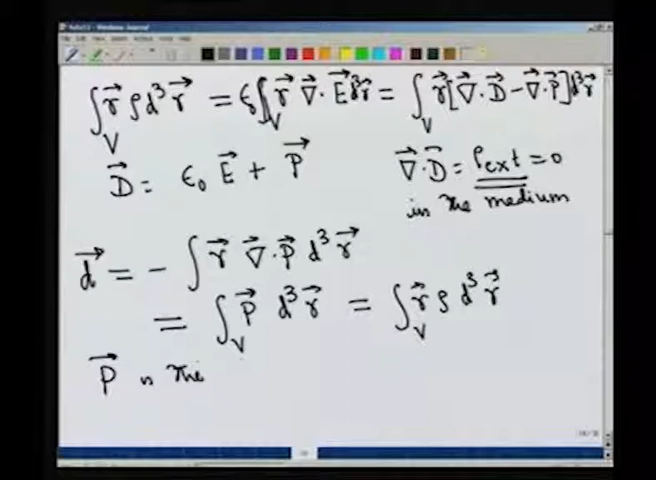 ∫_V r⃗ ρ d³r⃗ = ε₀∫_V r⃗ ∇⃗·E⃗ d³r⃗ = ∫_V r⃗[∇⃗·D⃗ − ∇⃗·P⃗] d³r⃗
D⃗ = ε₀ E⃗ + P⃗   ∇⃗·D⃗ = ρ_ext = 0
in the medium
d⃗ = − ∫ r⃗ ∇⃗·P⃗ d³r⃗
= ∫_V P⃗ d³r⃗ = ∫_V r⃗ ρ d³r⃗
P⃗ is the